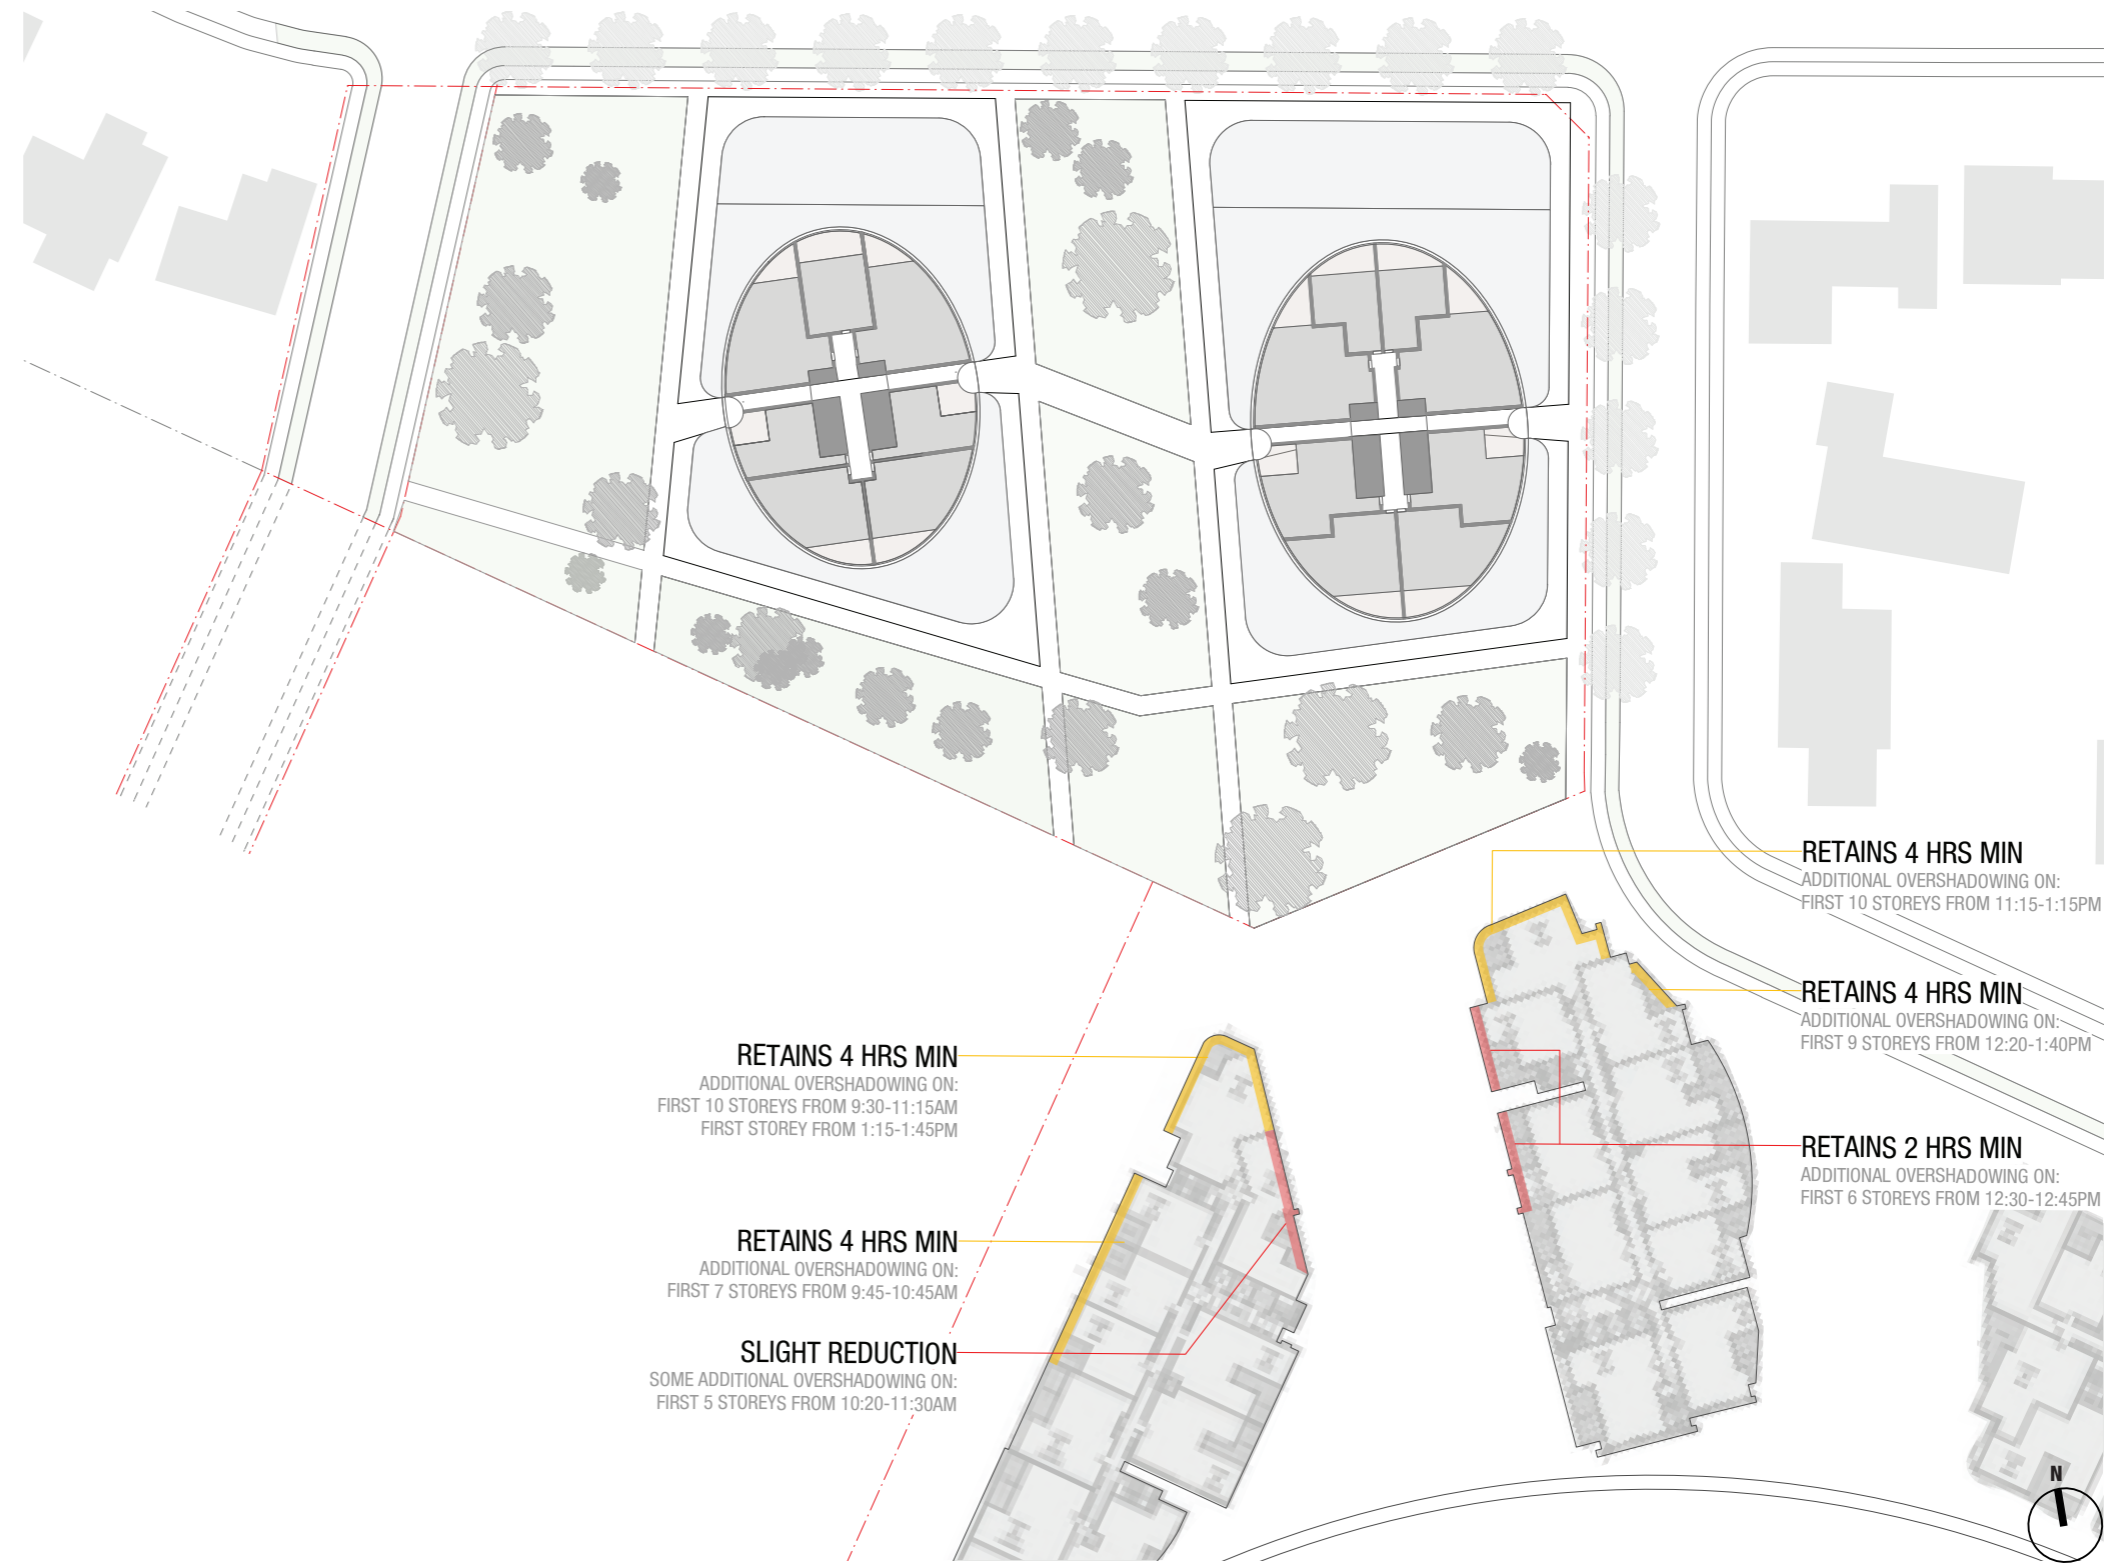 RETAINS 4 HRS MIN
ADDITIONAL OVERSHADOWING ON:
FIRST 10 STOREYS FROM 11:15-1:15PM
RETAINS 4 HRS MIN
ADDITIONAL OVERSHADOWING ON:
FIRST 9 STOREYS FROM 12:20-1:40PM
RETAINS 4 HRS MIN
ADDITIONAL OVERSHADOWING ON:
FIRST 10 STOREYS FROM 9:30-11:15AM
FIRST STOREY FROM 1:15-1:45PM
RETAINS 2 HRS MIN
ADDITIONAL OVERSHADOWING ON:
FIRST 6 STOREYS FROM 12:30-12:45PM
RETAINS 4 HRS MIN
ADDITIONAL OVERSHADOWING ON:
FIRST 7 STOREYS FROM 9:45-10:45AM
SLIGHT REDUCTION
SOME ADDITIONAL OVERSHADOWING ON:
FIRST 5 STOREYS FROM 10:20-11:30AM
N